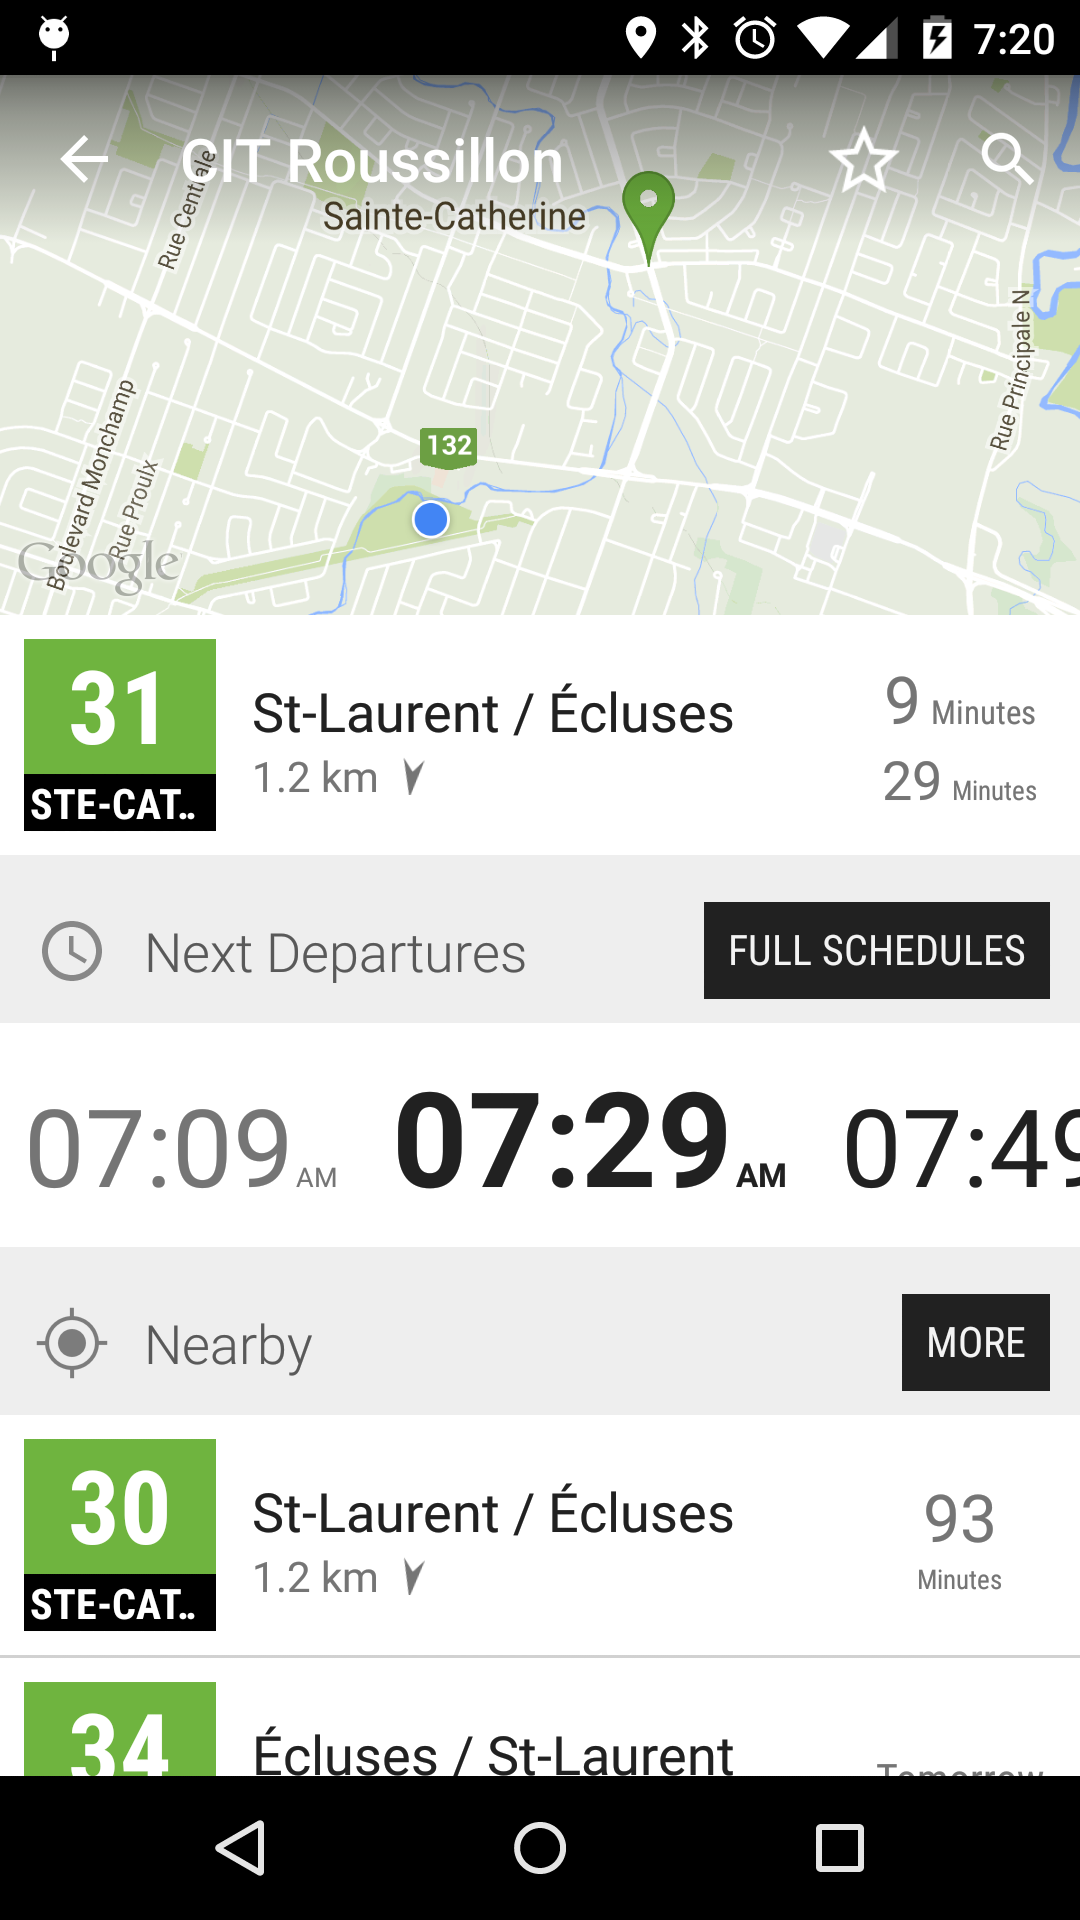 7:20
CIT Roussillon
Sainte-Catherine
Rue Centrale
Rue Principale N
Boulevard Monchamp
Rue Proulx
132
Google
31
STE-CAT..
St-Laurent / Écluses
1.2 km
9 Minutes
29 Minutes
Next Departures
FULL SCHEDULES
07:09 AM
07:29 AM
07:49
Nearby
MORE
30
STE-CAT..
St-Laurent / Écluses
1.2 km
93
Minutes
34
Écluses / St-Laurent
Tomorrow